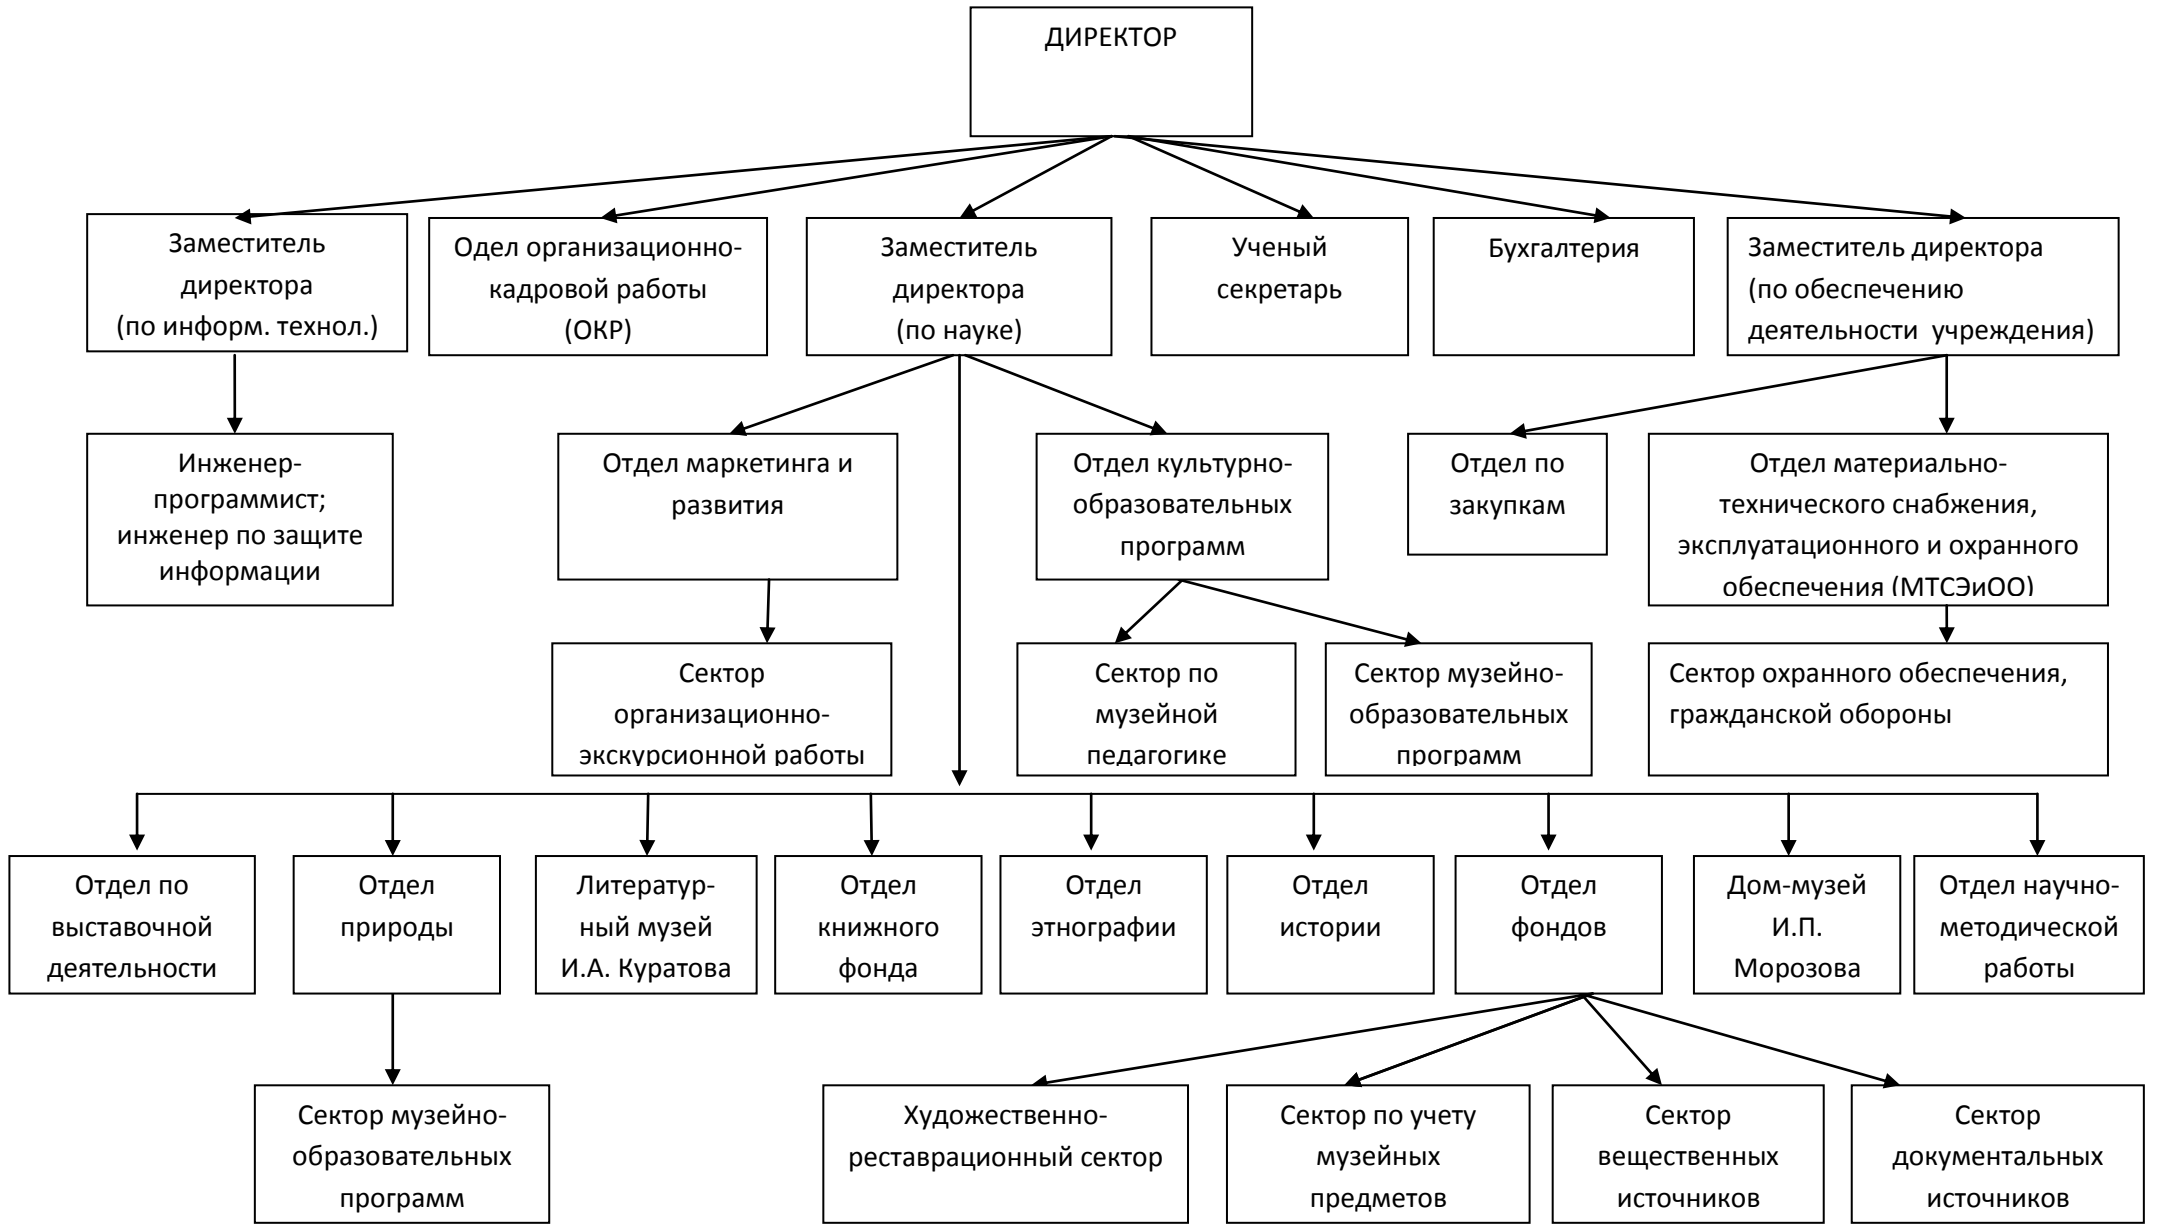 ДИРЕКТОР
Заместитель
директора
(по информ. технол.)
Одел организационно-
кадровой работы
(ОКР)
Заместитель
директора
(по науке)
Ученый
секретарь
Бухгалтерия
Заместитель директора
(по обеспечению
деятельности  учреждения)
Инженер-
программист;
инженер по защите
информации
Отдел маркетинга и
развития
Отдел культурно-
образовательных
программ
Отдел по
закупкам
Отдел материально-
технического снабжения,
эксплуатационного и охранного
обеспечения (МТСЭиОО)
Сектор
организационно-
экскурсионной работы
Сектор по
музейной
педагогике
Сектор музейно-
образовательных
программ
Сектор охранного обеспечения,
гражданской обороны
Отдел по
выставочной
деятельности
Отдел
природы
Литератур-
ный музей
И.А. Куратова
Отдел
книжного
фонда
Отдел
этнографии
Отдел
истории
Отдел
фондов
Дом-музей
И.П.
Морозова
Отдел научно-
методической
работы
Сектор музейно-
образовательных
программ
Художественно-
реставрационный сектор
Сектор по учету
музейных
предметов
Сектор
вещественных
источников
Сектор
документальных
источников